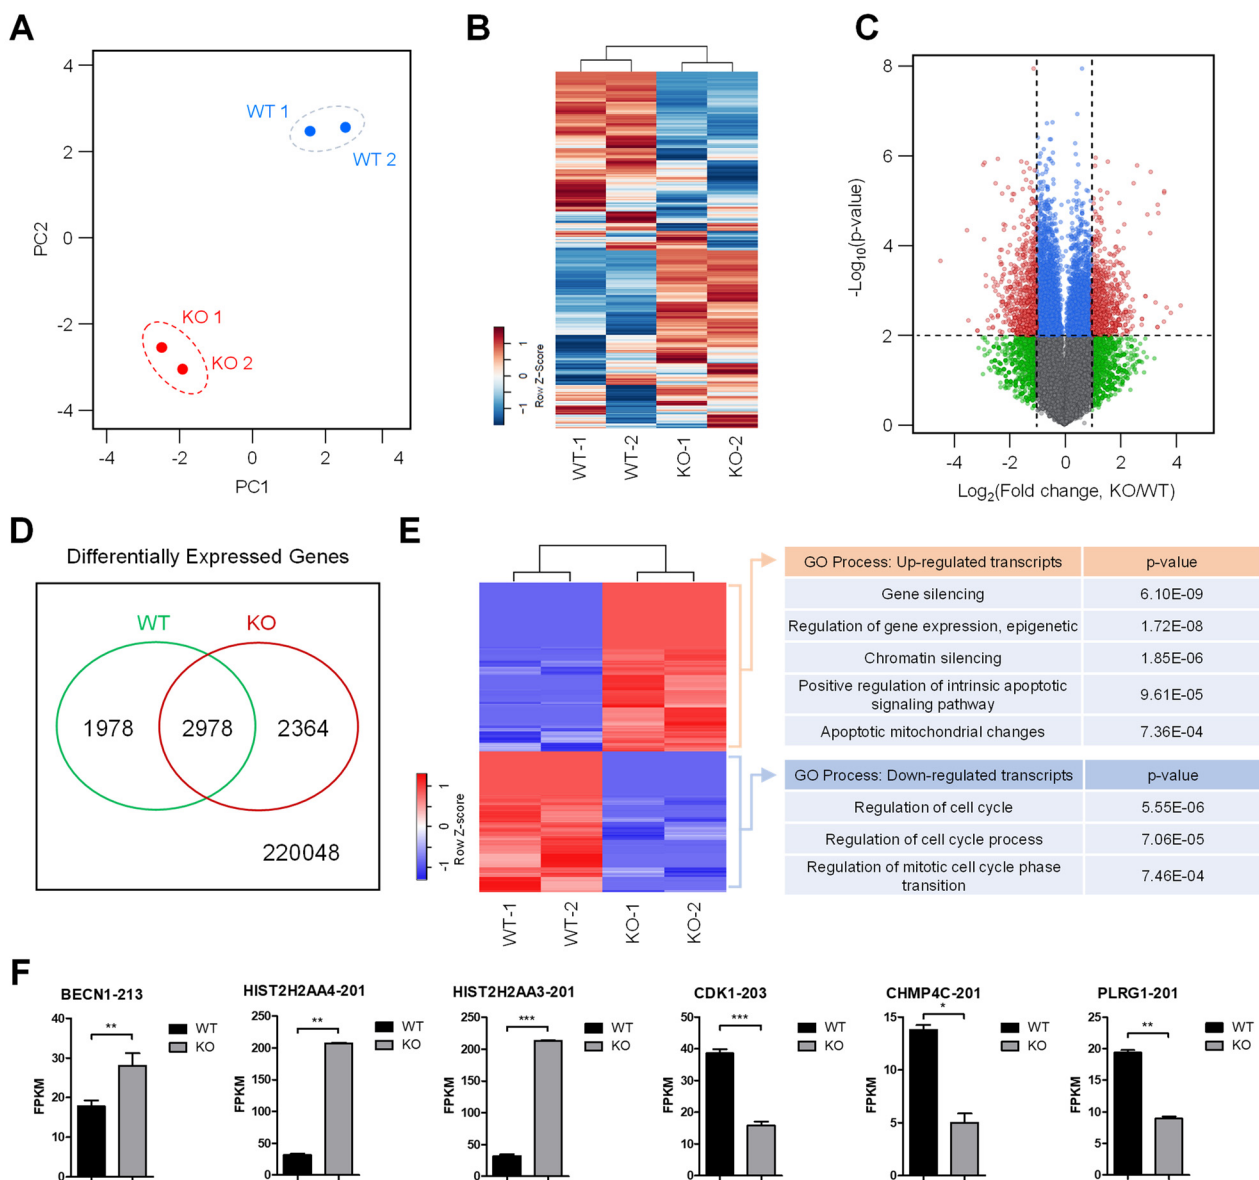 A
4
2
0
-2
-4
PC2
WT 1
WT 2
KO 1
KO 2
-4
-2
0
2
4
PC1
B
1
0
-1
Row Z-Score
WT-1
WT-2
KO-1
KO-2
C
8
6
4
2
0
-Log10(p-value)
-4
-2
0
2
4
Log2(Fold change, KO/WT)
D
Differentially Expressed Genes
WT
KO
1978
2978
2364
220048
E
1
0
-1
Row Z-score
WT-1
WT-2
KO-1
KO-2
GO Process: Up-regulated transcripts p-value
Gene silencing 6.10E-09
Regulation of gene expression, epigenetic 1.72E-08
Chromatin silencing 1.85E-06
Positive regulation of intrinsic apoptotic
signaling pathway 9.61E-05
Apoptotic mitochondrial changes 7.36E-04
GO Process: Down-regulated transcripts p-value
Regulation of cell cycle 5.55E-06
Regulation of cell cycle process 7.06E-05
Regulation of mitotic cell cycle phase
transition 7.46E-04
F
BECN1-213
40
30
20
10
0
FPKM
**
WT
KO
HIST2H2AA4-201
250
200
150
100
50
0
FPKM
**
WT
KO
HIST2H2AA3-201
250
200
150
100
50
0
FPKM
***
WT
KO
CDK1-203
50
40
30
20
10
0
FPKM
***
WT
KO
CHMP4C-201
15
10
5
0
FPKM
*
WT
KO
PLRG1-201
25
20
15
10
5
0
FPKM
**
WT
KO